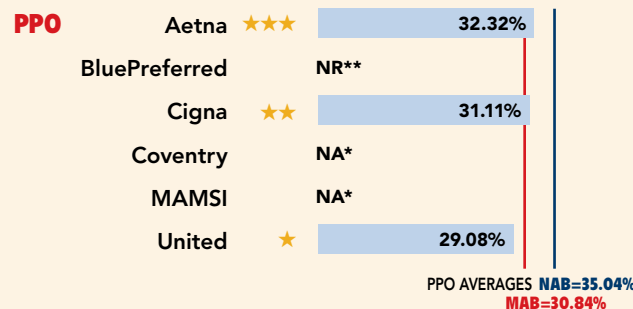 PPO Aetna ★★★ 32.32%
BluePreferred NR**
Cigna ★★ 31.11%
Coventry NA*
MAMSI NA*
United ★ 29.08%
PPO AVERAGES NAB=35.04%
MAB=30.84%